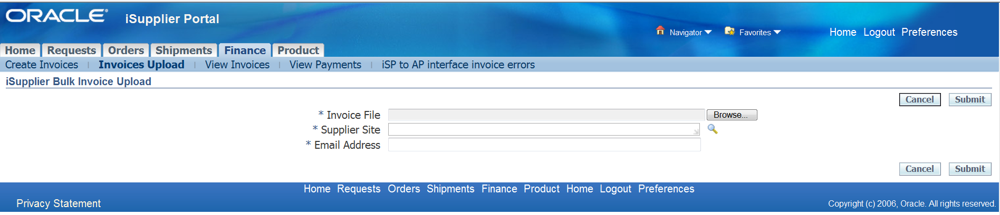 ORACLE® iSupplier Portal
Navigator Favorites Home Logout Preferences
Home Requests Orders Shipments Finance Product
Create Invoices | Invoices Upload | View Invoices | View Payments | iSP to AP interface invoice errors
iSupplier Bulk Invoice Upload
Cancel Submit
* Invoice File Browse...
* Supplier Site
* Email Address
Cancel Submit
Home Requests Orders Shipments Finance Product Home Logout Preferences
Privacy Statement Copyright (c) 2006, Oracle. All rights reserved.